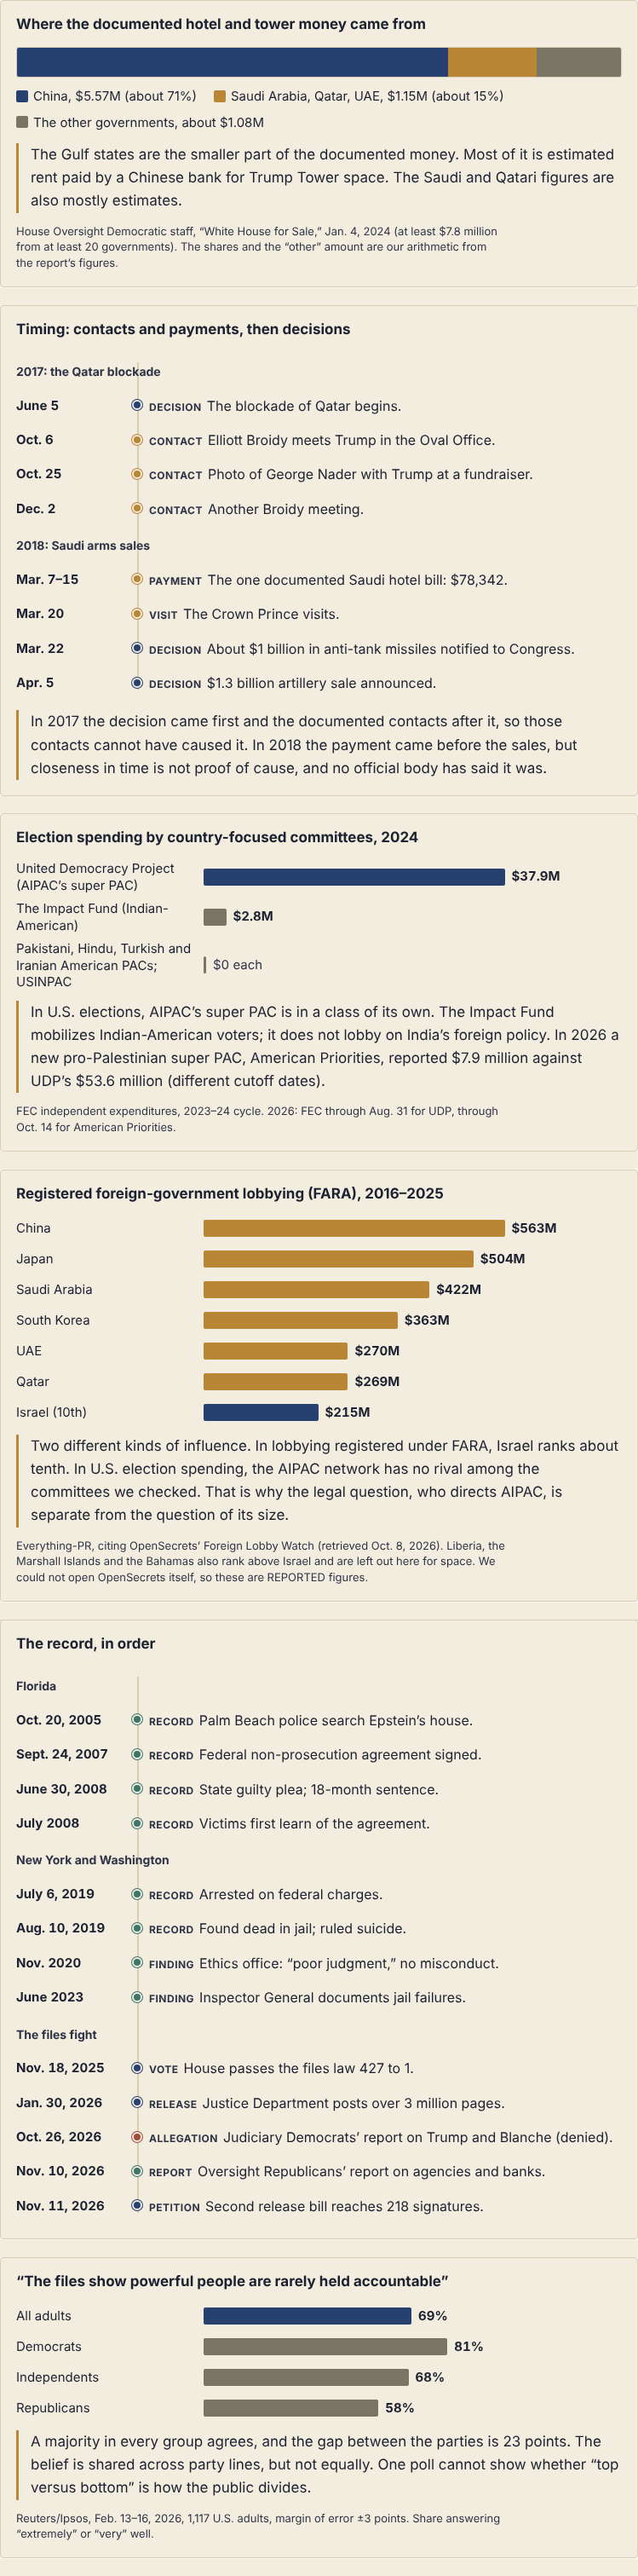 Where the documented hotel and tower money came from
China, $5.57M (about 71%) Saudi Arabia, Qatar, UAE, $1.15M (about 15%)
The other governments, about $1.08M
The Gulf states are the smaller part of the documented money. Most of it is estimated
rent paid by a Chinese bank for Trump Tower space. The Saudi and Qatari figures are
also mostly estimates.
House Oversight Democratic staff, “White House for Sale,” Jan. 4, 2024 (at least $7.8 million
from at least 20 governments). The shares and the “other” amount are our arithmetic from
the report’s figures.
Timing: contacts and payments, then decisions
2017: the Qatar blockade
June 5 DECISION The blockade of Qatar begins.
Oct. 6 CONTACT Elliott Broidy meets Trump in the Oval Office.
Oct. 25 CONTACT Photo of George Nader with Trump at a fundraiser.
Dec. 2 CONTACT Another Broidy meeting.
2018: Saudi arms sales
Mar. 7–15 PAYMENT The one documented Saudi hotel bill: $78,342.
Mar. 20 VISIT The Crown Prince visits.
Mar. 22 DECISION About $1 billion in anti-tank missiles notified to Congress.
Apr. 5 DECISION $1.3 billion artillery sale announced.
In 2017 the decision came first and the documented contacts after it, so those
contacts cannot have caused it. In 2018 the payment came before the sales, but
closeness in time is not proof of cause, and no official body has said it was.
Election spending by country-focused committees, 2024
United Democracy Project
(AIPAC’s super PAC) $37.9M
The Impact Fund (Indian-
American) $2.8M
Pakistani, Hindu, Turkish and
Iranian American PACs; $0 each
USINPAC
In U.S. elections, AIPAC’s super PAC is in a class of its own. The Impact Fund
mobilizes Indian-American voters; it does not lobby on India’s foreign policy. In 2026 a
new pro-Palestinian super PAC, American Priorities, reported $7.9 million against
UDP’s $53.6 million (different cutoff dates).
FEC independent expenditures, 2023–24 cycle. 2026: FEC through Aug. 31 for UDP, through
Oct. 14 for American Priorities.
Registered foreign-government lobbying (FARA), 2016–2025
China $563M
Japan $504M
Saudi Arabia $422M
South Korea $363M
UAE $270M
Qatar $269M
Israel (10th) $215M
Two different kinds of influence. In lobbying registered under FARA, Israel ranks about
tenth. In U.S. election spending, the AIPAC network has no rival among the
committees we checked. That is why the legal question, who directs AIPAC, is
separate from the question of its size.
Everything-PR, citing OpenSecrets’ Foreign Lobby Watch (retrieved Oct. 8, 2026). Liberia, the
Marshall Islands and the Bahamas also rank above Israel and are left out here for space. We
could not open OpenSecrets itself, so these are REPORTED figures.
The record, in order
Florida
Oct. 20, 2005 RECORD Palm Beach police search Epstein’s house.
Sept. 24, 2007 RECORD Federal non-prosecution agreement signed.
June 30, 2008 RECORD State guilty plea; 18-month sentence.
July 2008 RECORD Victims first learn of the agreement.
New York and Washington
July 6, 2019 RECORD Arrested on federal charges.
Aug. 10, 2019 RECORD Found dead in jail; ruled suicide.
Nov. 2020 FINDING Ethics office: “poor judgment,” no misconduct.
June 2023 FINDING Inspector General documents jail failures.
The files fight
Nov. 18, 2025 VOTE House passes the files law 427 to 1.
Jan. 30, 2026 RELEASE Justice Department posts over 3 million pages.
Oct. 26, 2026 ALLEGATION Judiciary Democrats’ report on Trump and Blanche (denied).
Nov. 10, 2026 REPORT Oversight Republicans’ report on agencies and banks.
Nov. 11, 2026 PETITION Second release bill reaches 218 signatures.
“The files show powerful people are rarely held accountable”
All adults 69%
Democrats 81%
Independents 68%
Republicans 58%
A majority in every group agrees, and the gap between the parties is 23 points. The
belief is shared across party lines, but not equally. One poll cannot show whether “top
versus bottom” is how the public divides.
Reuters/Ipsos, Feb. 13–16, 2026, 1,117 U.S. adults, margin of error ±3 points. Share answering
“extremely” or “very” well.